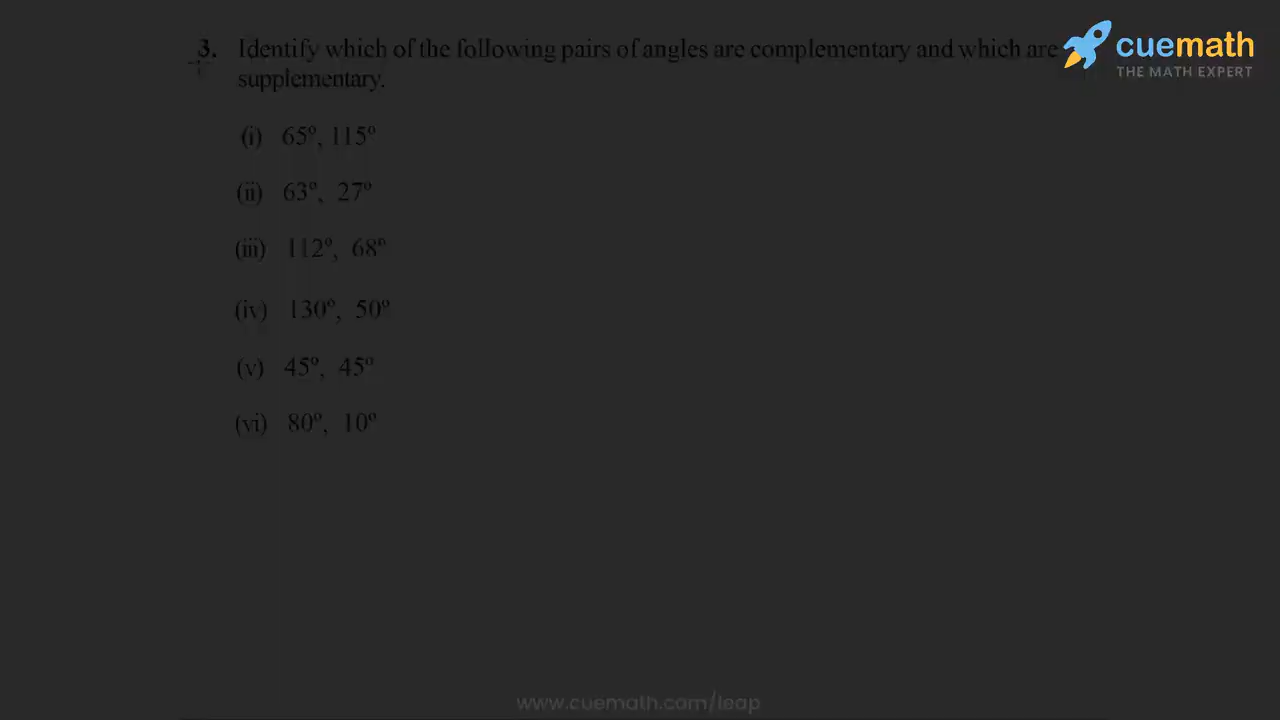 3. Identify which of the following pairs of angles are complementary and which are
supplementary.
(i) 65º, 115º
(ii) 63º, 27º
(iii) 112º, 68º
(iv) 130º, 50º
(v) 45º, 45º
(vi) 80º, 10º
cuemath
THE MATH EXPERT
www.cuemath.com/leap